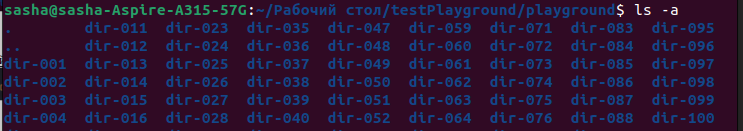 sasha@sasha-Aspire-A315-57G:~/Рабочий стол/testPlayground/playground$ ls -a
. dir-011 dir-023 dir-035 dir-047 dir-059 dir-071 dir-083 dir-095
.. dir-012 dir-024 dir-036 dir-048 dir-060 dir-072 dir-084 dir-096
dir-001 dir-013 dir-025 dir-037 dir-049 dir-061 dir-073 dir-085 dir-097
dir-002 dir-014 dir-026 dir-038 dir-050 dir-062 dir-074 dir-086 dir-098
dir-003 dir-015 dir-027 dir-039 dir-051 dir-063 dir-075 dir-087 dir-099
dir-004 dir-016 dir-028 dir-040 dir-052 dir-064 dir-076 dir-088 dir-100